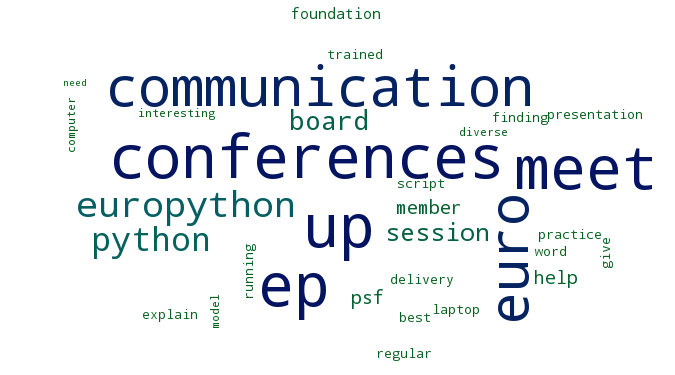 foundation
trained
need
communication
computer
interesting
board
finding
presentation
diverse
conferences
meet
script
europython
member
up
euro
python
session
practice
word
give
running
ep
delivery
help
psf
model
explain
best
laptop
regular